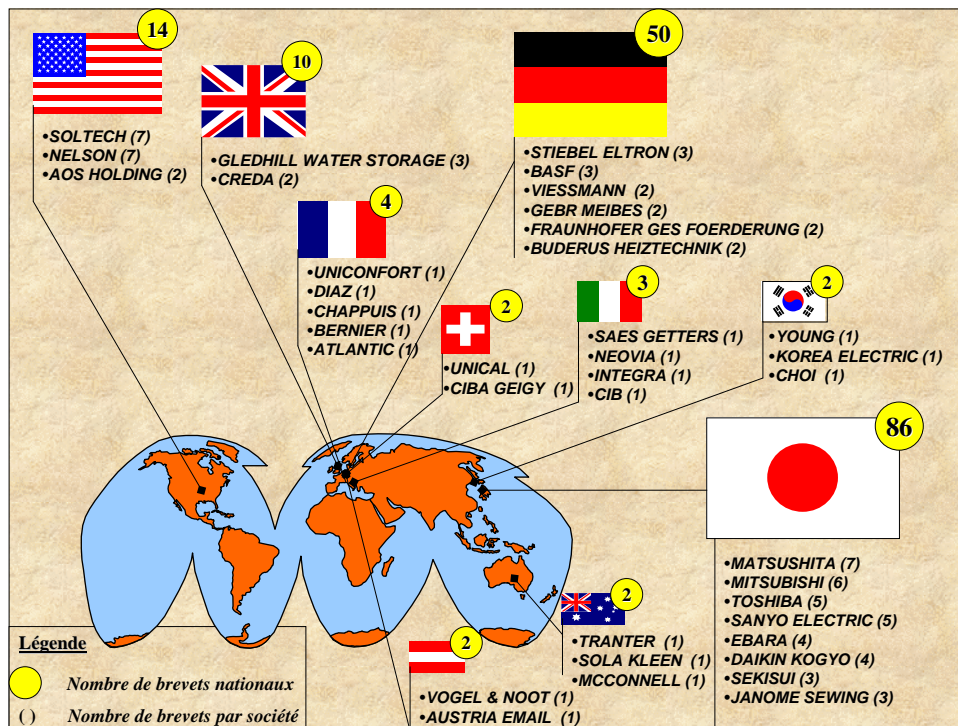 14
•SOLTECH (7)
•NELSON (7)
•AOS HOLDING (2)
10
•GLEDHILL WATER STORAGE (3)
•CREDA (2)
50
•STIEBEL ELTRON (3)
•BASF (3)
•VIESSMANN (2)
•GEBR MEIBES (2)
•FRAUNHOFER GES FOERDERUNG (2)
•BUDERUS HEIZTECHNIK (2)
4
•UNICONFORT (1)
•DIAZ (1)
•CHAPPUIS (1)
•BERNIER (1)
•ATLANTIC (1)
2
•UNICAL (1)
•CIBA GEIGY (1)
3
•SAES GETTERS (1)
•NEOVIA (1)
•INTEGRA (1)
•CIB (1)
2
•YOUNG (1)
•KOREA ELECTRIC (1)
•CHOI (1)
86
•MATSUSHITA (7)
•MITSUBISHI (6)
•TOSHIBA (5)
•SANYO ELECTRIC (5)
•EBARA (4)
•DAIKIN KOGYO (4)
•SEKISUI (3)
•JANOME SEWING (3)
2
•TRANTER (1)
•SOLA KLEEN (1)
•MCCONNELL (1)
2
•VOGEL & NOOT (1)
•AUSTRIA EMAIL (1)
Légende
Nombre de brevets nationaux
( ) Nombre de brevets par société